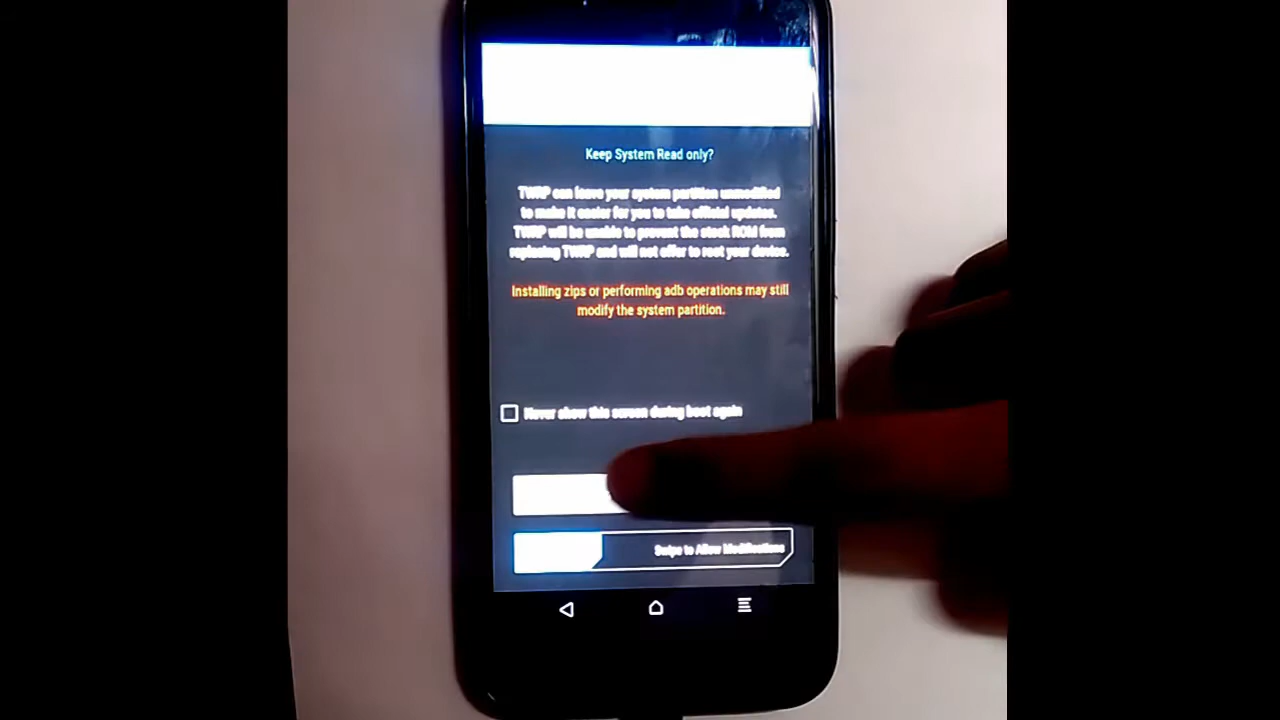 Keep System Read only?
TWRP can leave your system partition unmodified
to make it easier for you to take official updates.
TWRP will be unable to prevent the stock ROM from
replacing TWRP and will not offer to root your device.
Installing zips or performing adb operations may still
modify the system partition.
Never show this screen during boot again
Swipe to Allow Modifications